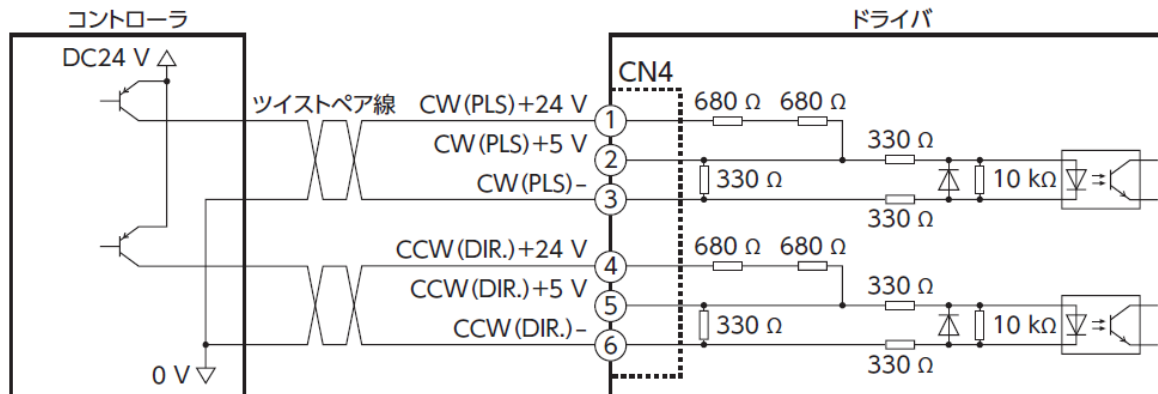 コントローラ
ドライバ
DC24 V
CN4
ツイストペア線
CW(PLS)+24 V
1
680 Ω
680 Ω
330 Ω
CW(PLS)+5 V
2
330 Ω
10 kΩ
CW(PLS)-
3
330 Ω
CCW(DIR.)+24 V
4
680 Ω
680 Ω
330 Ω
CCW(DIR.)+5 V
5
330 Ω
10 kΩ
CCW(DIR.)-
6
330 Ω
0 V